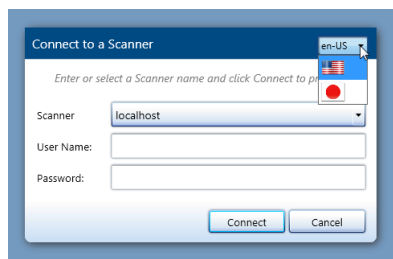 Connect to a Scanner
en-US
Enter or select a Scanner name and click Connect to
Scanner
localhost
User Name:
Password:
Connect
Cancel